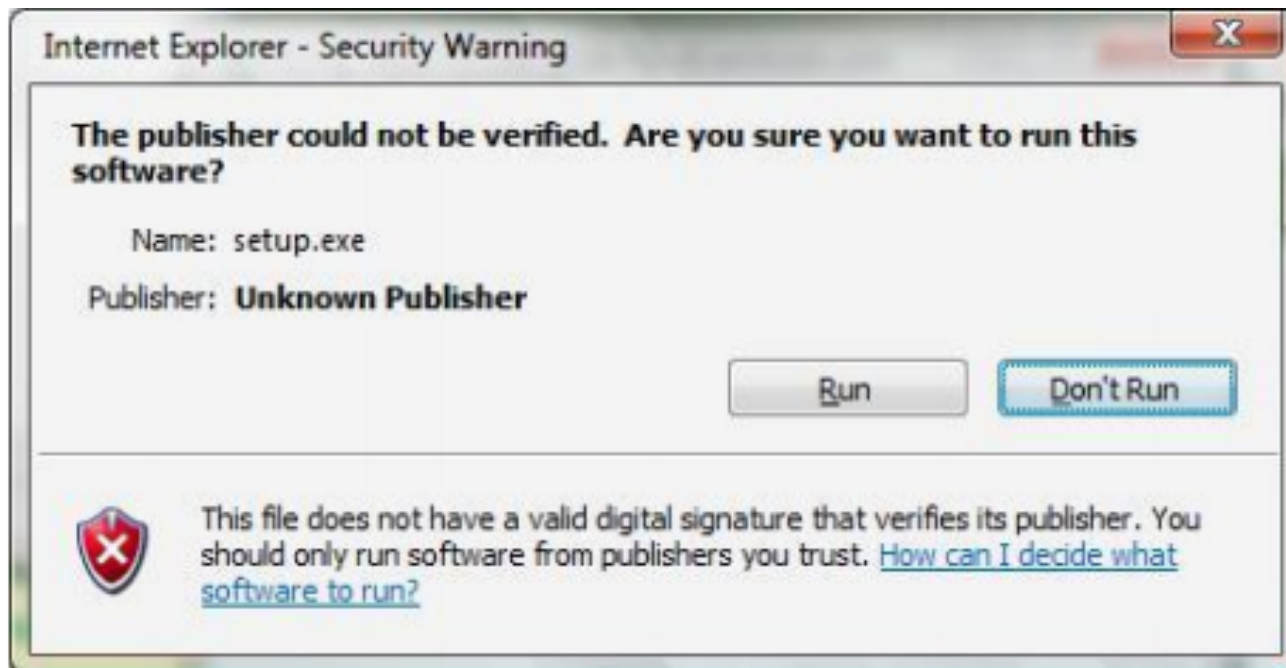 Internet Explorer - Security Warning
The publisher could not be verified. Are you sure you want to run this
software?
Name: setup.exe
Publisher: Unknown Publisher
Run
Don't Run
This file does not have a valid digital signature that verifies its publisher. You
should only run software from publishers you trust. How can I decide what
software to run?